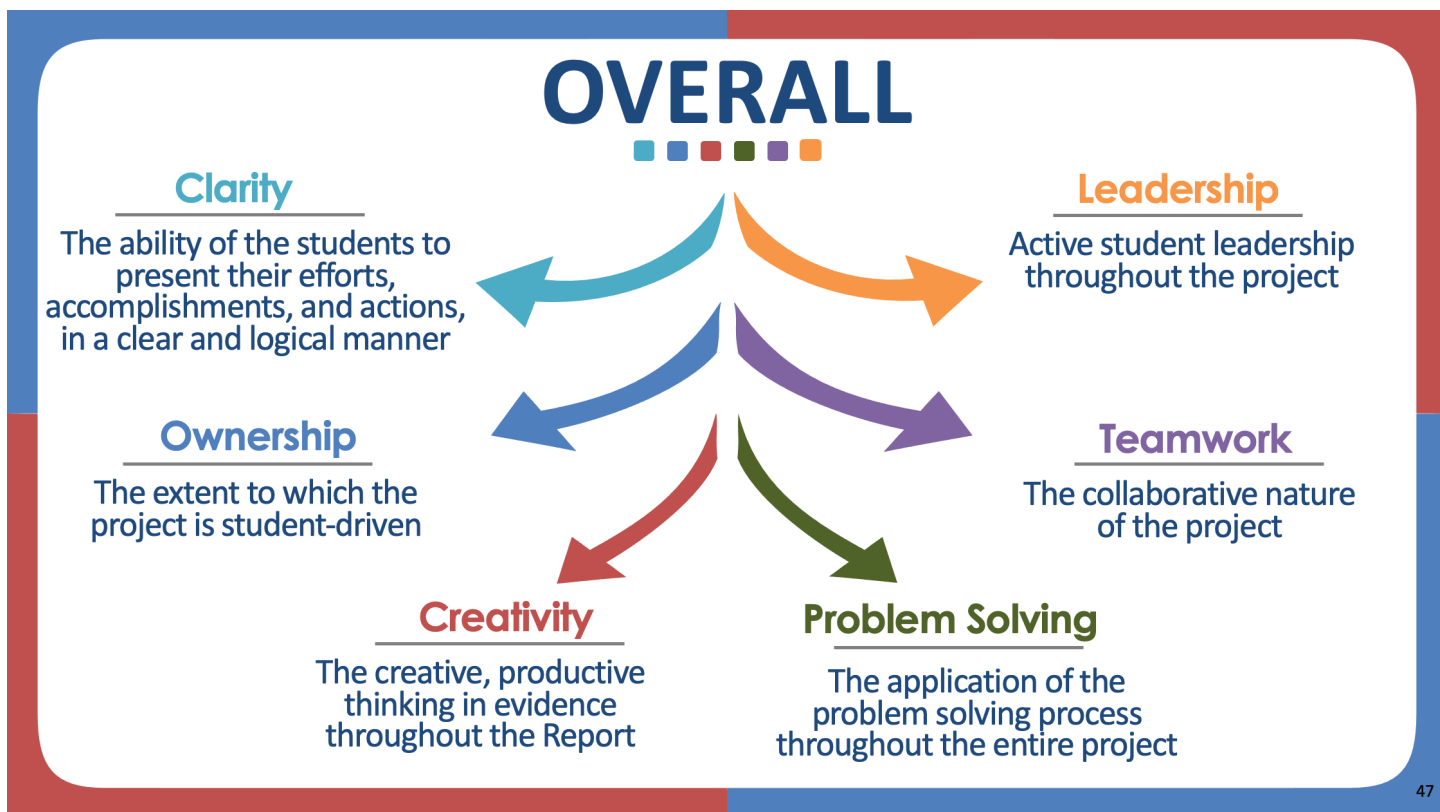 OVERALL
Clarity
The ability of the students to
present their efforts,
accomplishments, and actions,
in a clear and logical manner
Leadership
Active student leadership
throughout the project
Ownership
The extent to which the
project is student-driven
Teamwork
The collaborative nature
of the project
Creativity
The creative, productive
thinking in evidence
throughout the Report
Problem Solving
The application of the
problem solving process
throughout the entire project
47